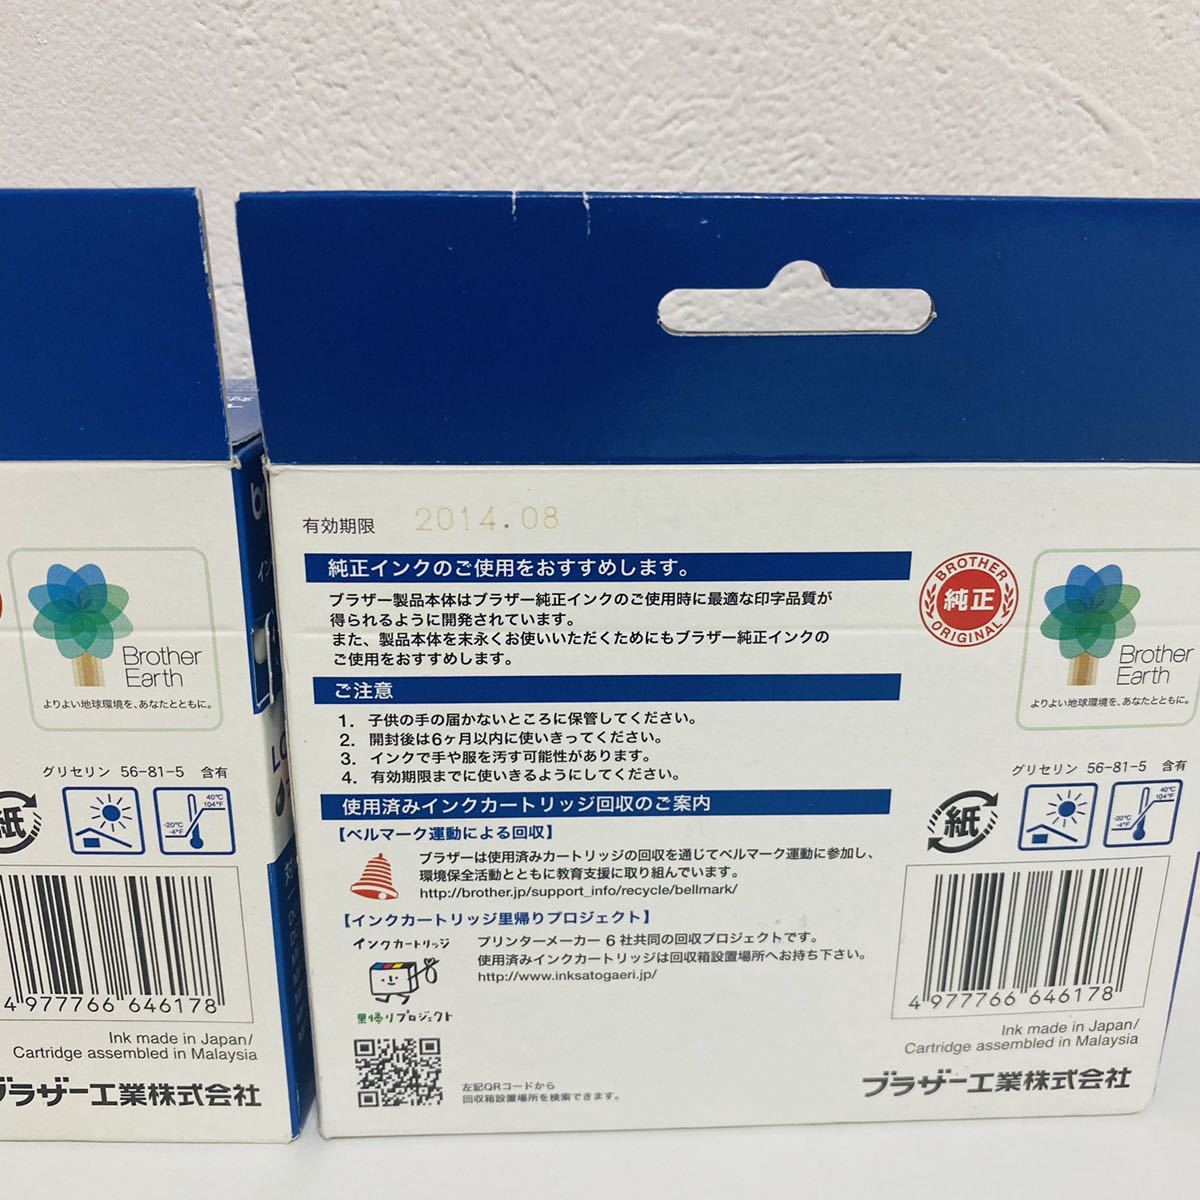 Brother
Earth
よりよい地球環境を、あなたとともに。
グリセリン 56-81-5 含有
紙
40℃
104°F
-20℃
-4°F
4 977766 646178
Ink made in Japan/
Cartridge assembled in Malaysia
ブラザー工業株式会社
有効期限 2014.08
純正インクのご使用をおすすめします。
ブラザー製品本体はブラザー純正インクのご使用時に最適な印字品質が
得られるように開発されています。
また、製品本体を末永くお使いいただくためにもブラザー純正インクの
ご使用をおすすめします。
ご注意
1. 子供の手の届かないところに保管してください。
2. 開封後は6ヶ月以内に使いきってください。
3. インクで手や服を汚す可能性があります。
4. 有効期限までに使いきるようにしてください。
使用済みインクカートリッジ回収のご案内
【ベルマーク運動による回収】
ブラザーは使用済みカートリッジの回収を通じてベルマーク運動に参加し、
環境保全活動とともに教育支援に取り組んでいます。
http://brother.jp/support_info/recycle/bellmark/
【インクカートリッジ里帰りプロジェクト】
インクカートリッジ
里帰りプロジェクト
プリンターメーカー 6 社共同の回収プロジェクトです。
使用済みインクカートリッジは回収箱設置場所へお持ち下さい。
http://www.inksatogaeri.jp/
左記QRコードから
回収箱設置場所を検索できます。
BROTHER
純正
ORIGINAL
Brother
Earth
よりよい地球環境を、あなたとともに。
グリセリン 56-81-5 含有
紙
40℃
104°F
-20℃
-4°F
4 977766 646178
Ink made in Japan/
Cartridge assembled in Malaysia
ブラザー工業株式会社